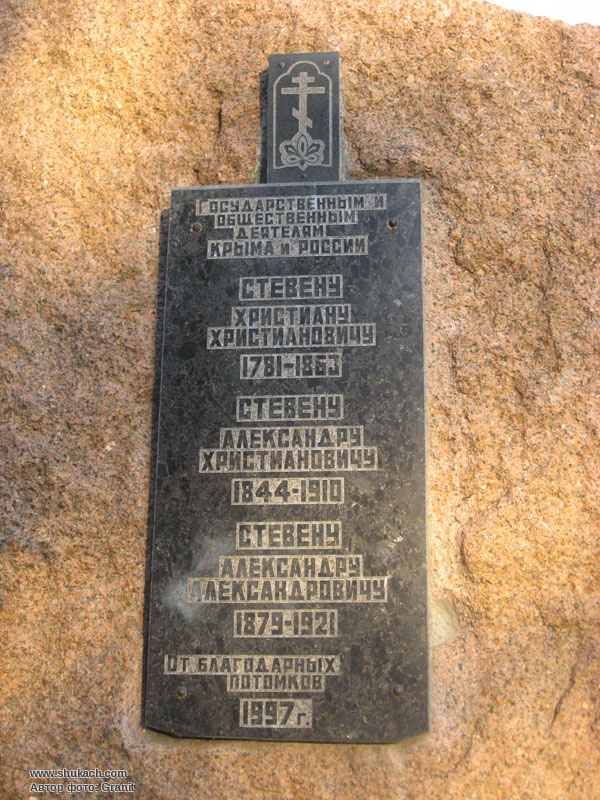 Государственным и
общественным
деятелям
Крыма и России
СТЕВЕНУ
ХРИСТИАНУ
ХРИСТИАНОВИЧУ
1781-1863
СТЕВЕНУ
АЛЕКСАНДРУ
ХРИСТИАНОВИЧУ
1844-1910
СТЕВЕНУ
АЛЕКСАНДРУ
АЛЕКСАНДРОВИЧУ
1879-1921
От благодарных
потомков
1997г.
www.shukach.com
Автор фото: Granit